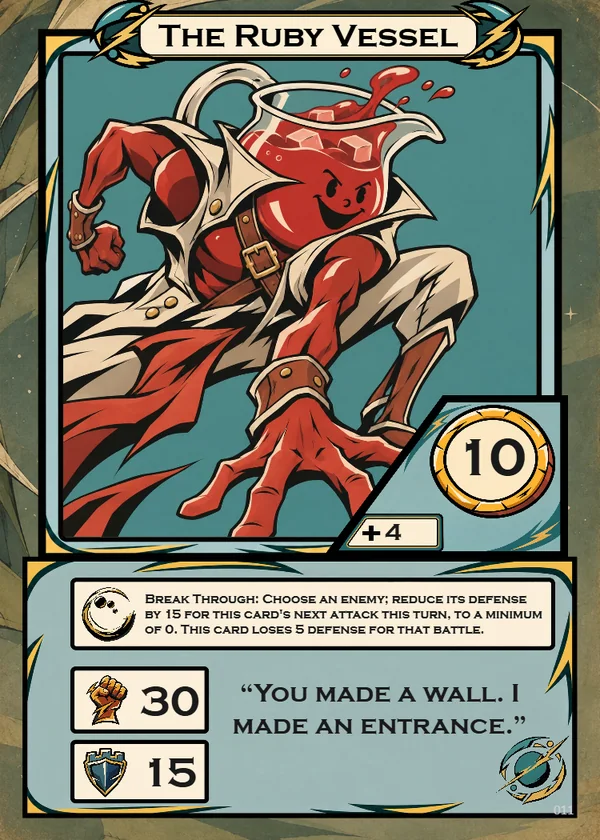 The Ruby Vessel
10
+4
Break Through: Choose an enemy; reduce its defense
by 15 for this card's next attack this turn, to a minimum
of 0. This card loses 5 defense for that battle.
30
15
“You made a wall. I
made an entrance.”
011